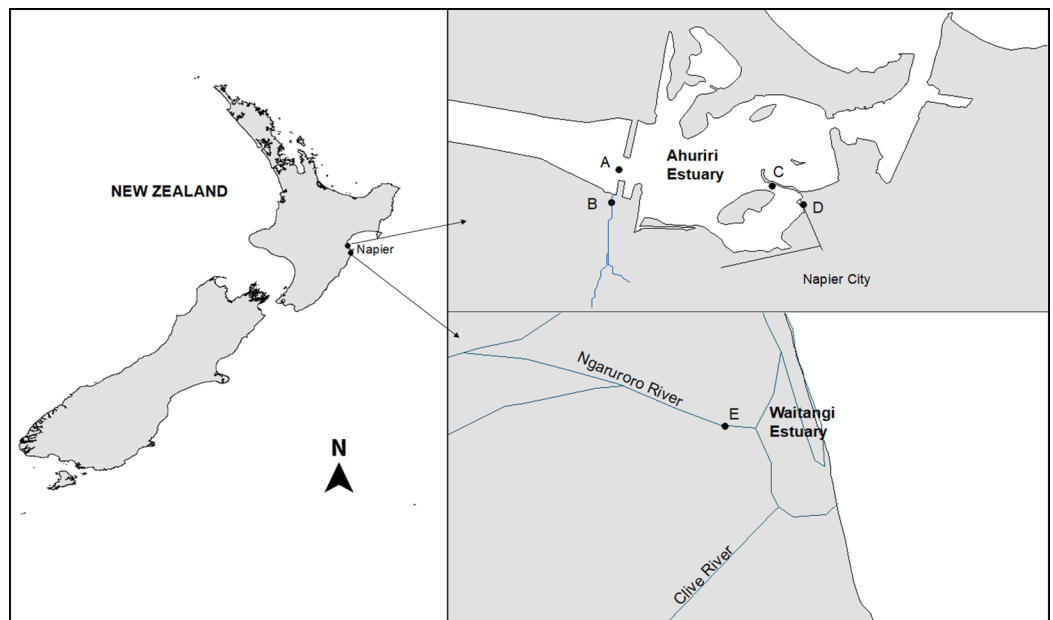 NEW ZEALAND
Napier
N
A
B
Ahuriri
Estuary
C
D
Napier City
Ngaruroro River
E
Waitangi
Estuary
Clive River